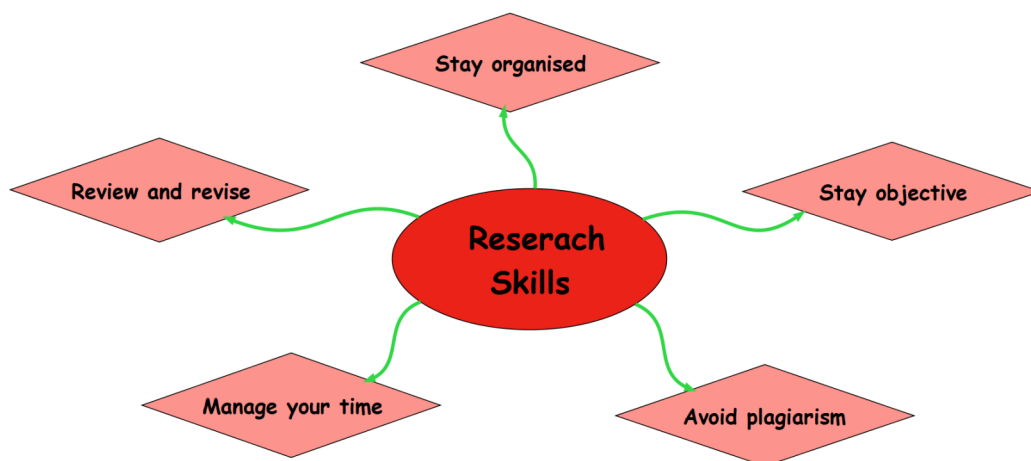 Stay organised
Review and revise
Stay objective
Reserach
Skills
Manage your time
Avoid plagiarism